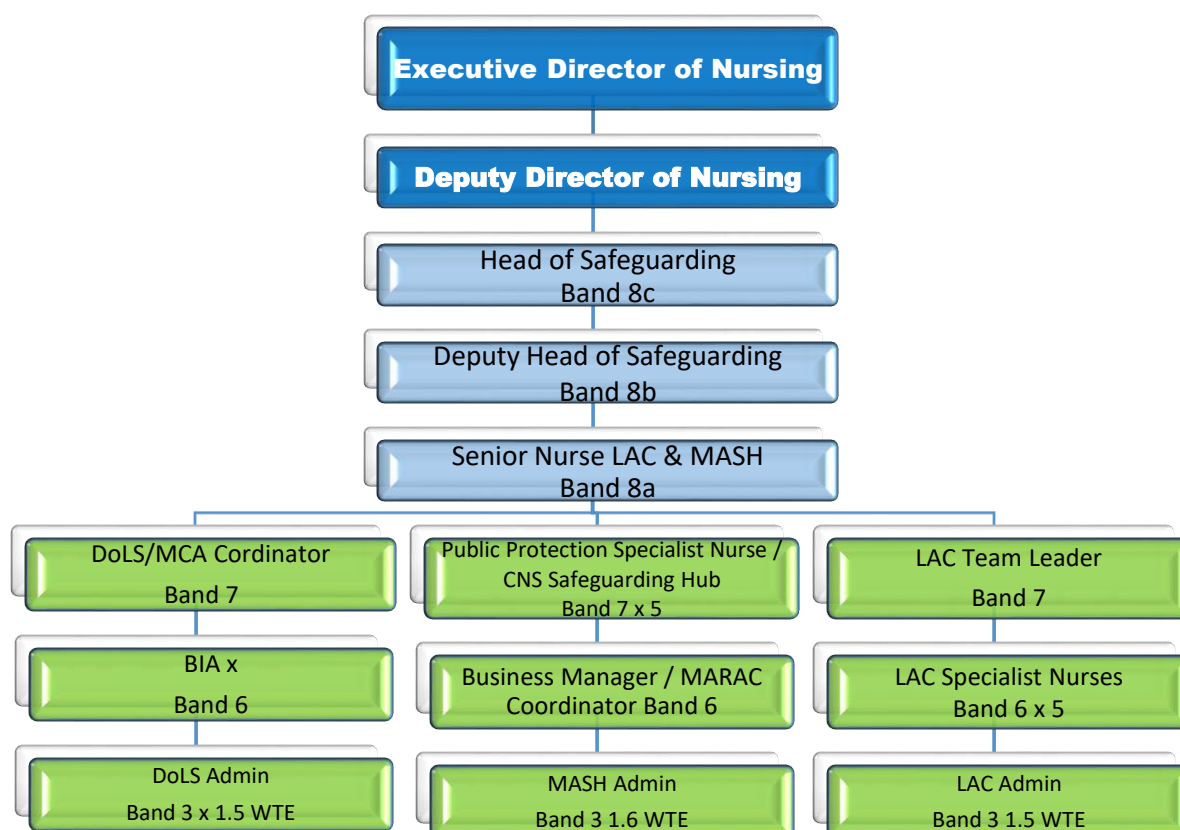 Executive Director of Nursing
Deputy Director of Nursing
Head of Safeguarding
Band 8c
Deputy Head of Safeguarding
Band 8b
Senior Nurse LAC & MASH
Band 8a
DoLS/MCA Cordinator
Band 7
Public Protection Specialist Nurse /
CNS Safeguarding Hub
Band 7 x 5
LAC Team Leader
Band 7
BIA x
Band 6
Business Manager / MARAC
Coordinator Band 6
LAC Specialist Nurses
Band 6 x 5
DoLS Admin
Band 3 x 1.5 WTE
MASH Admin
Band 3 1.6 WTE
LAC Admin
Band 3 1.5 WTE